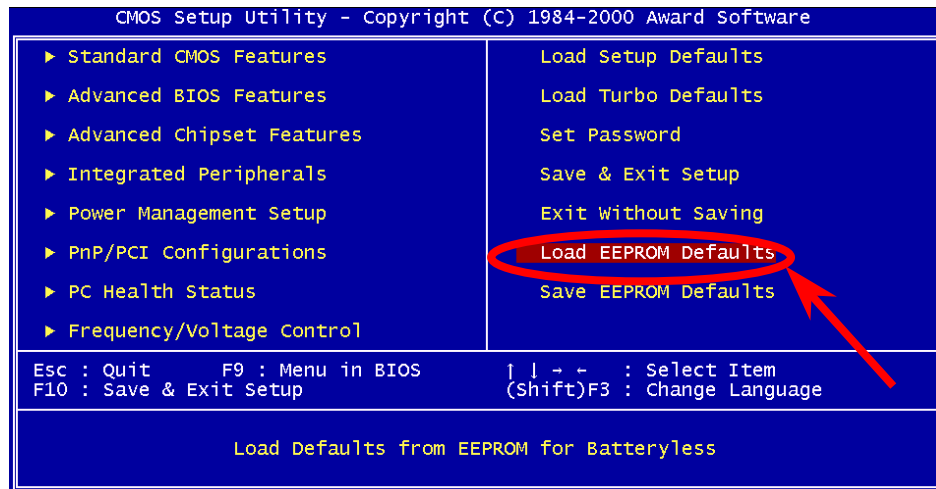 CMOS Setup Utility - Copyright (C) 1984-2000 Award Software
▶ Standard CMOS Features
▶ Advanced BIOS Features
▶ Advanced Chipset Features
▶ Integrated Peripherals
▶ Power Management Setup
▶ PnP/PCI Configurations
▶ PC Health Status
▶ Frequency/Voltage Control
Load Setup Defaults
Load Turbo Defaults
Set Password
Save & Exit Setup
Exit Without Saving
Load EEPROM Defaults
Save EEPROM Defaults
Esc : Quit F9 : Menu in BIOS ↑ ↓ → ← : Select Item
F10 : Save & Exit Setup (Shift)F3 : Change Language
Load Defaults from EEPROM for Batteryless